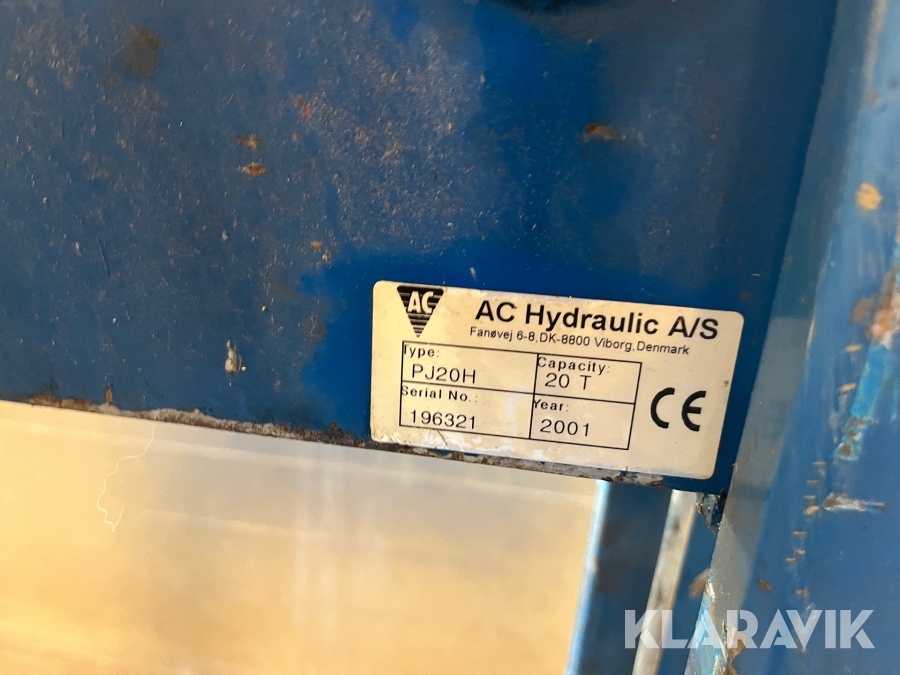 AC
AC Hydraulic A/S
Fanøvej 6-8, DK-8800 Viborg, Denmark
Type: Capacity:
PJ20H 20 T
Serial No.: Year:
196321 2001
CE
KLARAVIK